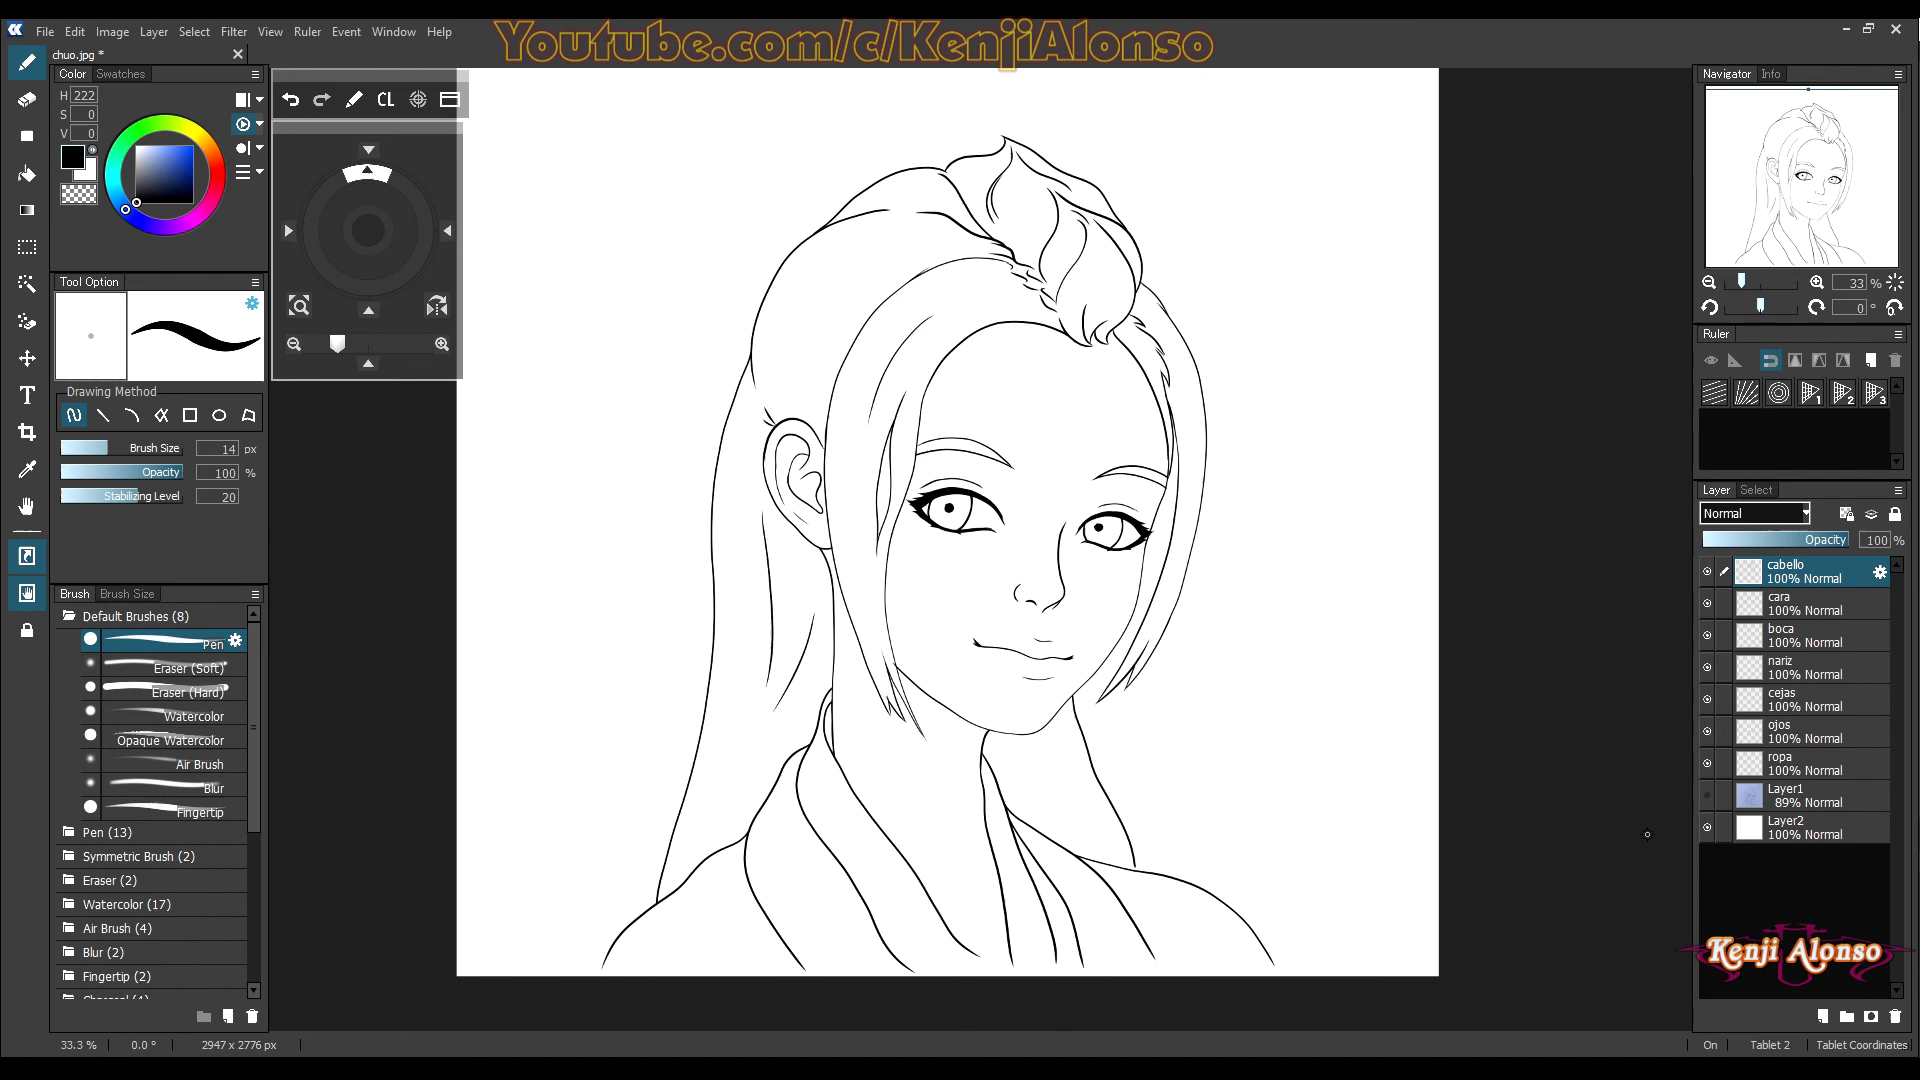 Youtube.com/c/KenjiAlonso
File Edit Image Layer Select Filter View Ruler Event Window Help
chuo.jpg *
Color Swatches
H 222
S 0
V 0
CL
Tool Option
Drawing Method
Brush Size 14 px
Opacity 100 %
Stabilizing Level 20
Brush Brush Size
Default Brushes (8)
Pen
Eraser (Soft)
Eraser (Hard)
Watercolor
Opaque Watercolor
Air Brush
Blur
Fingertip
Pen (13)
Symmetric Brush (2)
Eraser (2)
Watercolor (17)
Air Brush (4)
Blur (2)
Fingertip (2)
Charcoal (4)
33.3 % 0.0 ° 2947 x 2776 px
Navigator Info
33 %
0 °
Ruler
1 2 3
Layer Select
Normal
Opacity 100 %
cabello
100% Normal
cara
100% Normal
boca
100% Normal
nariz
100% Normal
cejas
100% Normal
ojos
100% Normal
ropa
100% Normal
Layer1
89% Normal
Layer2
100% Normal
Kenji Alonso
On Tablet 2 Tablet Coordinates